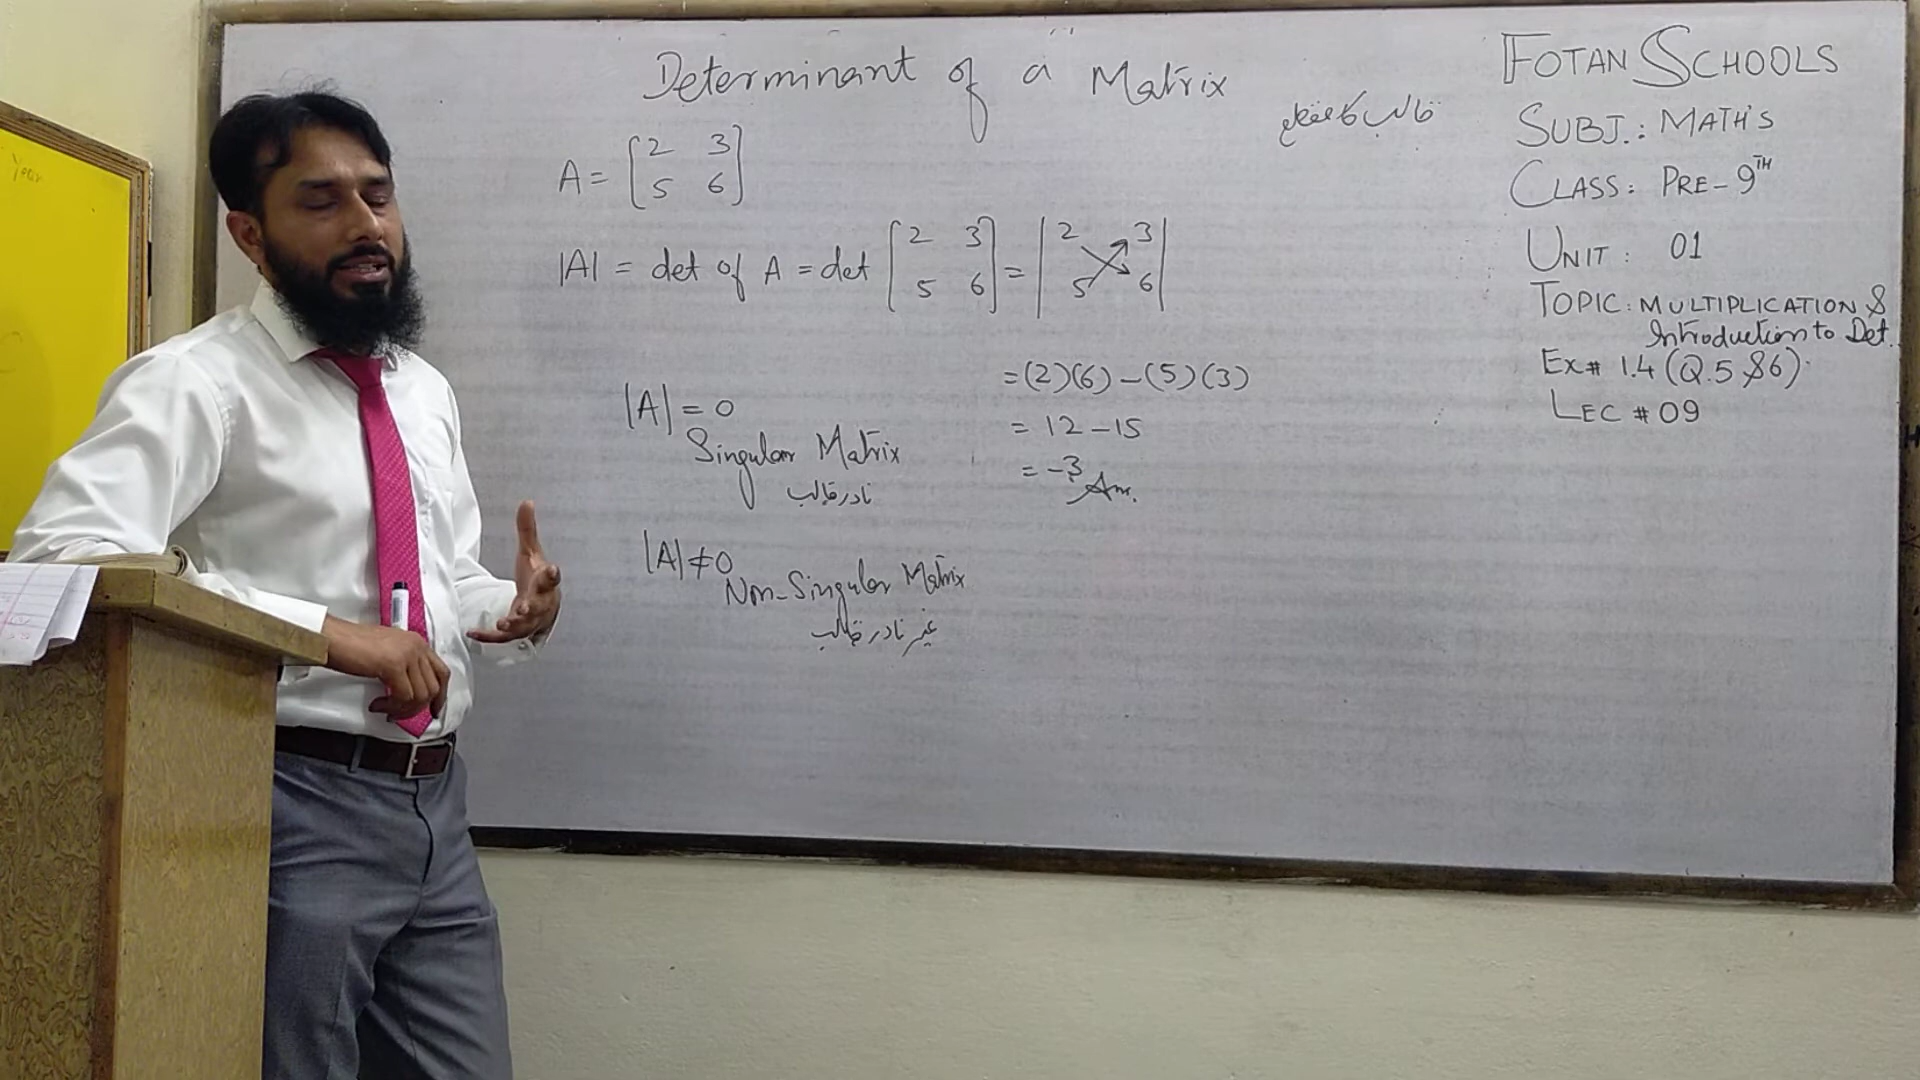 Determinant of a Matrix
قالب کا مقطع
A = [2 3
5 6]
|A| = det of A = det [2 3
5 6] = |2 3
5 6|
= (2)(6) – (5)(3)
= 12 – 15
= –3 Ans.
|A| = 0
Singular Matrix
نادر قالب
|A| ≠ 0
Non-Singular Matrix
غیر نادر قالب
FOTAN SCHOOLS
SUBJ.: MATH'S
CLASS: PRE-9TH
UNIT: 01
TOPIC: MULTIPLICATION &
Introduction to Det.
EX# 1.4 (Q.5 &6).
LEC # 09
Year